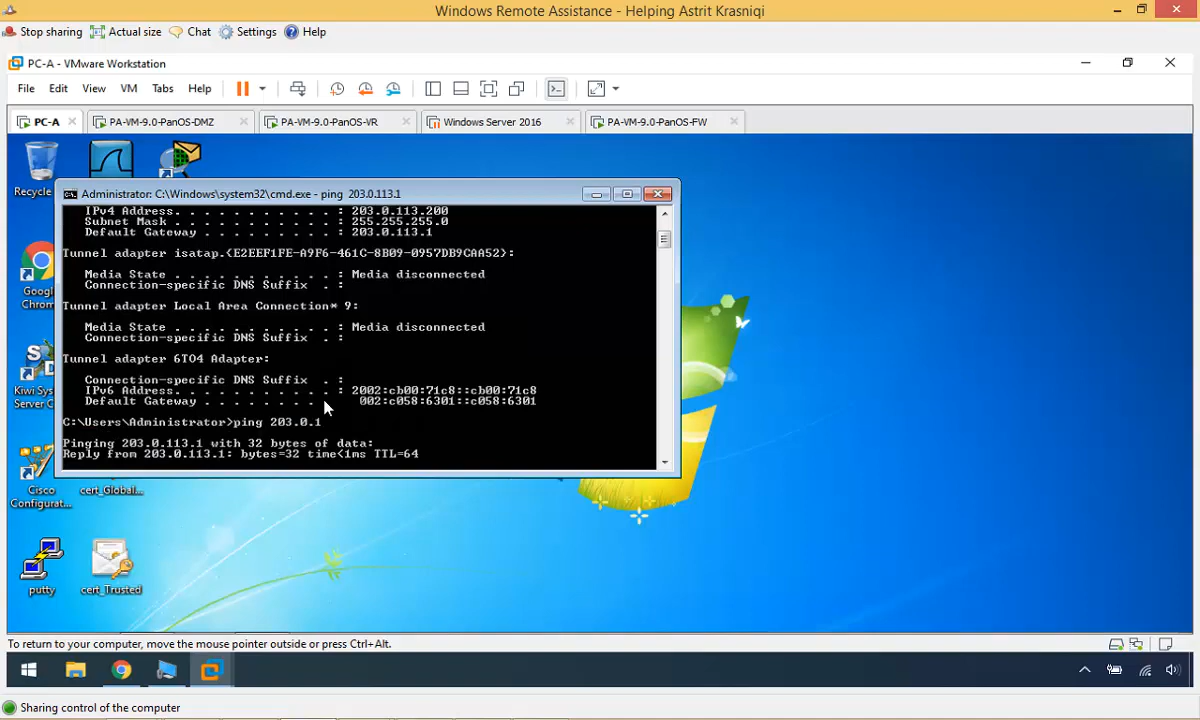 Windows Remote Assistance - Helping Astrit Krasniqi
Stop sharing Actual size Chat Settings Help
PC-A - VMware Workstation
File Edit View VM Tabs Help
PC-A PA-VM-9.0-PanOS-DMZ PA-VM-9.0-PanOS-VR Windows Server 2016 PA-VM-9.0-PanOS-FW
Recycle
Administrator: C:\Windows\system32\cmd.exe - ping 203.0.113.1
IPv4 Address. . . . . . . . . . . : 203.0.113.200
Subnet Mask . . . . . . . . . . . : 255.255.255.0
Default Gateway . . . . . . . . . : 203.0.113.1
Tunnel adapter isatap.{E2EEF1FE-A9F6-461C-8B09-0957DB9CAA52}:
Media State . . . . . . . . . . . : Media disconnected
Connection-specific DNS Suffix . :
Tunnel adapter Local Area Connection* 9:
Media State . . . . . . . . . . . : Media disconnected
Connection-specific DNS Suffix . :
Tunnel adapter 6TO4 Adapter:
Connection-specific DNS Suffix . :
IPv6 Address. . . . . . . . . . . : 2002:cb00:71c8::cb00:71c8
Default Gateway . . . . . . . . . 002:c058:6301::c058:6301
C:\Users\Administrator>ping 203.0.1
Pinging 203.0.113.1 with 32 bytes of data:
Reply from 203.0.113.1: bytes=32 time<1ms TTL=64
Googl
Chrom
Kiwi Sy
Server C
Cisco
Configurat...
cert_Global...
putty
cert_Trusted
To return to your computer, move the mouse pointer outside or press Ctrl+Alt.
Sharing control of the computer